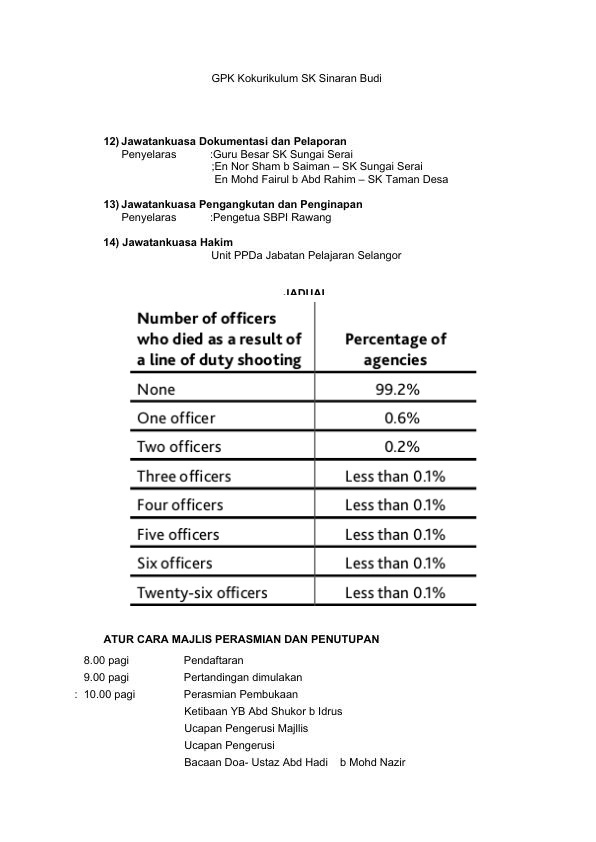 GPK Kokurikulum SK Sinaran Budi
12) Jawatankuasa Dokumentasi dan Pelaporan
Penyelaras :Guru Besar SK Sungai Serai
;En Nor Sham b Saiman – SK Sungai Serai
En Mohd Fairul b Abd Rahim – SK Taman Desa
13) Jawatankuasa Pengangkutan dan Penginapan
Penyelaras :Pengetua SBPI Rawang
14) Jawatankuasa Hakim
Unit PPDa Jabatan Pelajaran Selangor
JADUAL
Number of officers
who died as a result of Percentage of
a line of duty shooting agencies
None 99.2%
One officer 0.6%
Two officers 0.2%
Three officers Less than 0.1%
Four officers Less than 0.1%
Five officers Less than 0.1%
Six officers Less than 0.1%
Twenty-six officers Less than 0.1%
ATUR CARA MAJLIS PERASMIAN DAN PENUTUPAN
8.00 pagi Pendaftaran
9.00 pagi Pertandingan dimulakan
: 10.00 pagi Perasmian Pembukaan
Ketibaan YB Abd Shukor b Idrus
Ucapan Pengerusi Majllis
Ucapan Pengerusi
Bacaan Doa- Ustaz Abd Hadi b Mohd Nazir